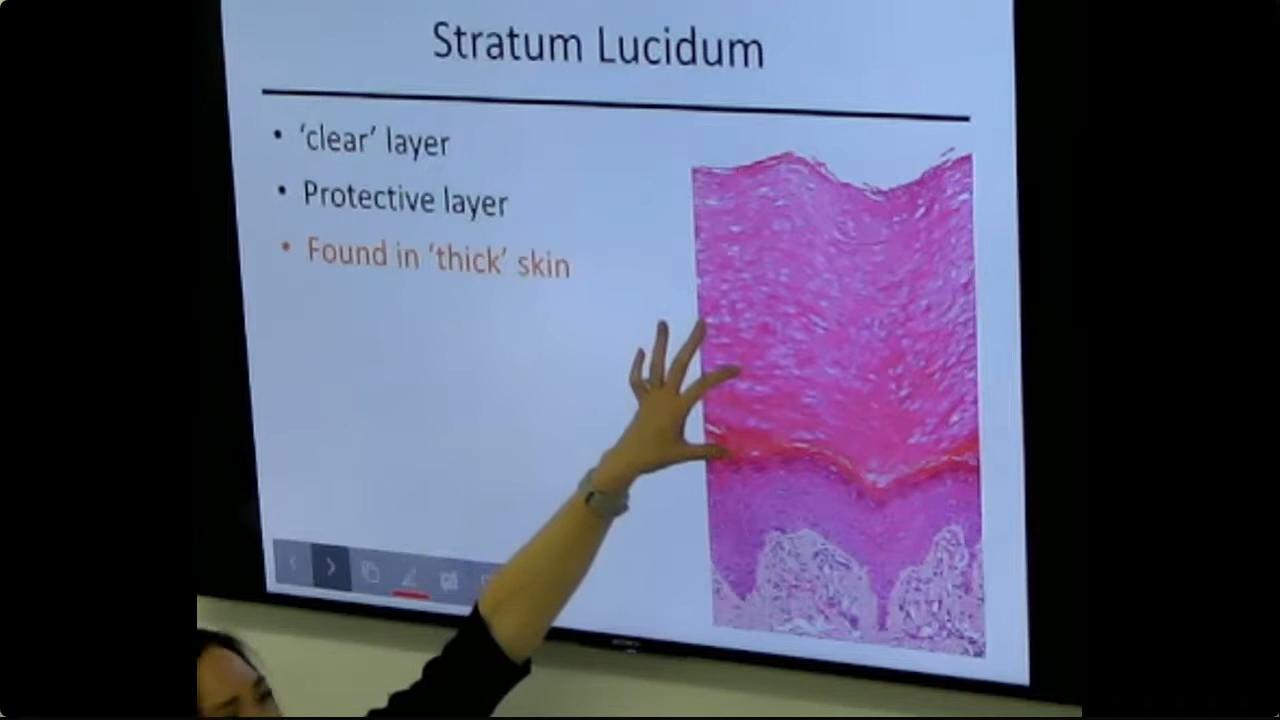 Stratum Lucidum
• ‘clear’ layer
• Protective layer
• Found in ‘thick’ skin